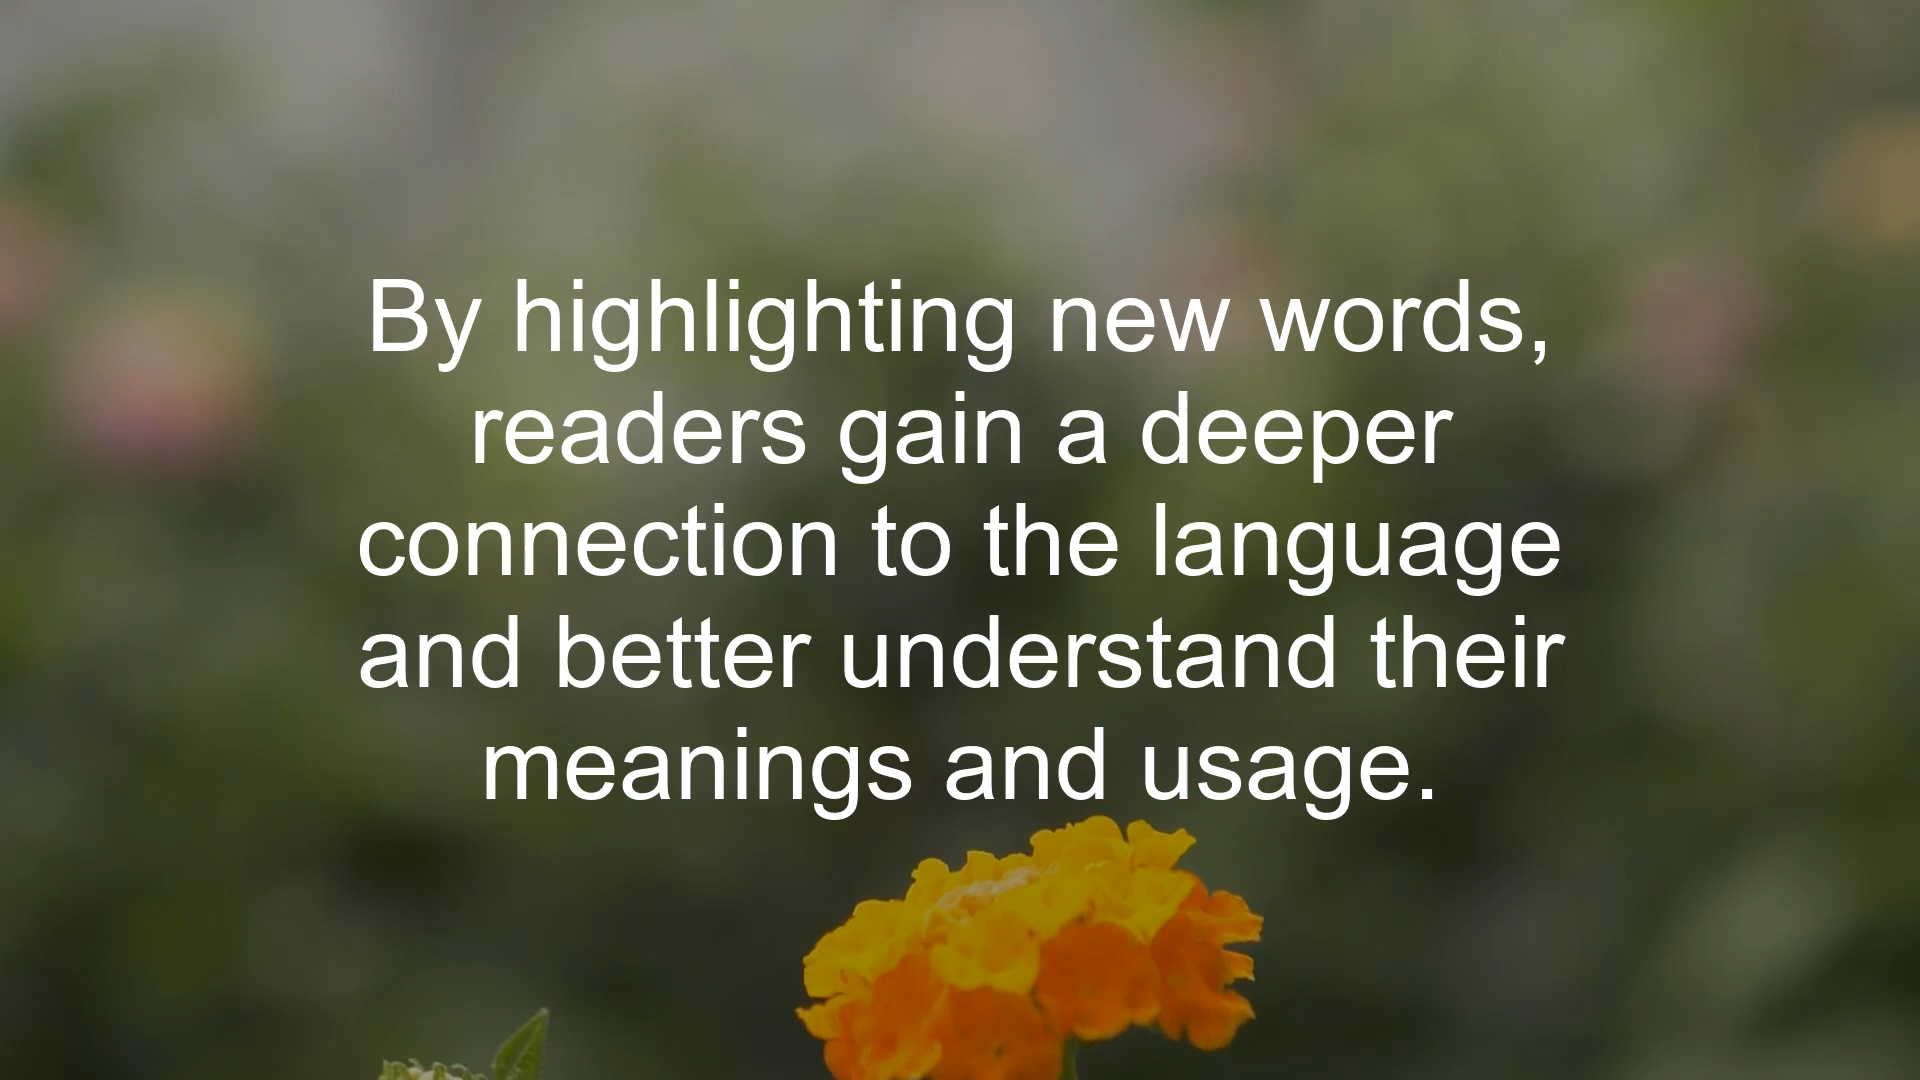 By highlighting new words,
readers gain a deeper
connection to the language
and better understand their
meanings and usage.